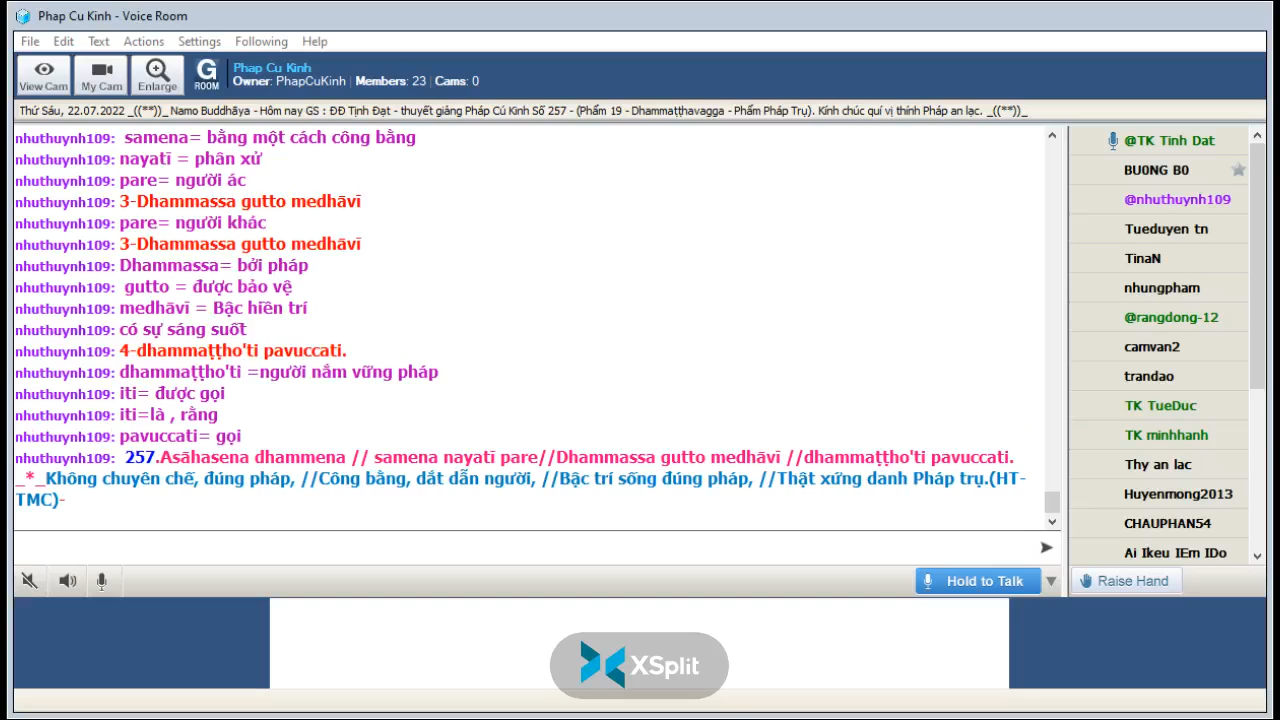 Phap Cu Kinh - Voice Room
File Edit Text Actions Settings Following Help
View Cam
My Cam
Enlarge
G ROOM
Phap Cu Kinh
Owner: PhapCuKinh | Members: 23 | Cams: 0
Thứ Sáu, 22.07.2022 _((**))_ Namo Buddhāya - Hôm nay GS : ĐĐ Tịnh Đạt - thuyết giảng Pháp Cú Kinh Số 257 - (Phẩm 19 - Dhammaṭṭhavagga - Phẩm Pháp Trụ). Kính chúc quí vị thính Pháp an lạc. _((**))_
nhuthuynh109: samena= bằng một cách công bằng
nhuthuynh109: nayatī = phân xử
nhuthuynh109: pare= người ác
nhuthuynh109: 3-Dhammassa gutto medhāvī
nhuthuynh109: pare= người khác
nhuthuynh109: 3-Dhammassa gutto medhāvī
nhuthuynh109: Dhammassa= bởi pháp
nhuthuynh109: gutto = được bảo vệ
nhuthuynh109: medhāvī = Bậc hiền trí
nhuthuynh109: có sự sáng suốt
nhuthuynh109: 4-dhammaṭṭho'ti pavuccati.
nhuthuynh109: dhammaṭṭho'ti =người nắm vững pháp
nhuthuynh109: iti= được gọi
nhuthuynh109: iti=là , rằng
nhuthuynh109: pavuccati= gọi
nhuthuynh109: 257.Asāhasena dhammena // samena nayatī pare//Dhammassa gutto medhāvī //dhammaṭṭho'ti pavuccati.
_*_Không chuyên chế, đúng pháp, //Công bằng, dắt dẫn người, //Bậc trí sống đúng pháp, //Thật xứng danh Pháp trụ.(HT-
TMC)-
@TK Tinh Dat
BU0NG B0
@nhuthuynh109
Tueduyen tn
TinaN
nhungpham
@rangdong-12
camvan2
trandao
TK TueDuc
TK minhhanh
Thy an lac
Huyenmong2013
CHAUPHAN54
Ai Ikeu IEm IDo
Hold to Talk
Raise Hand
XSplit